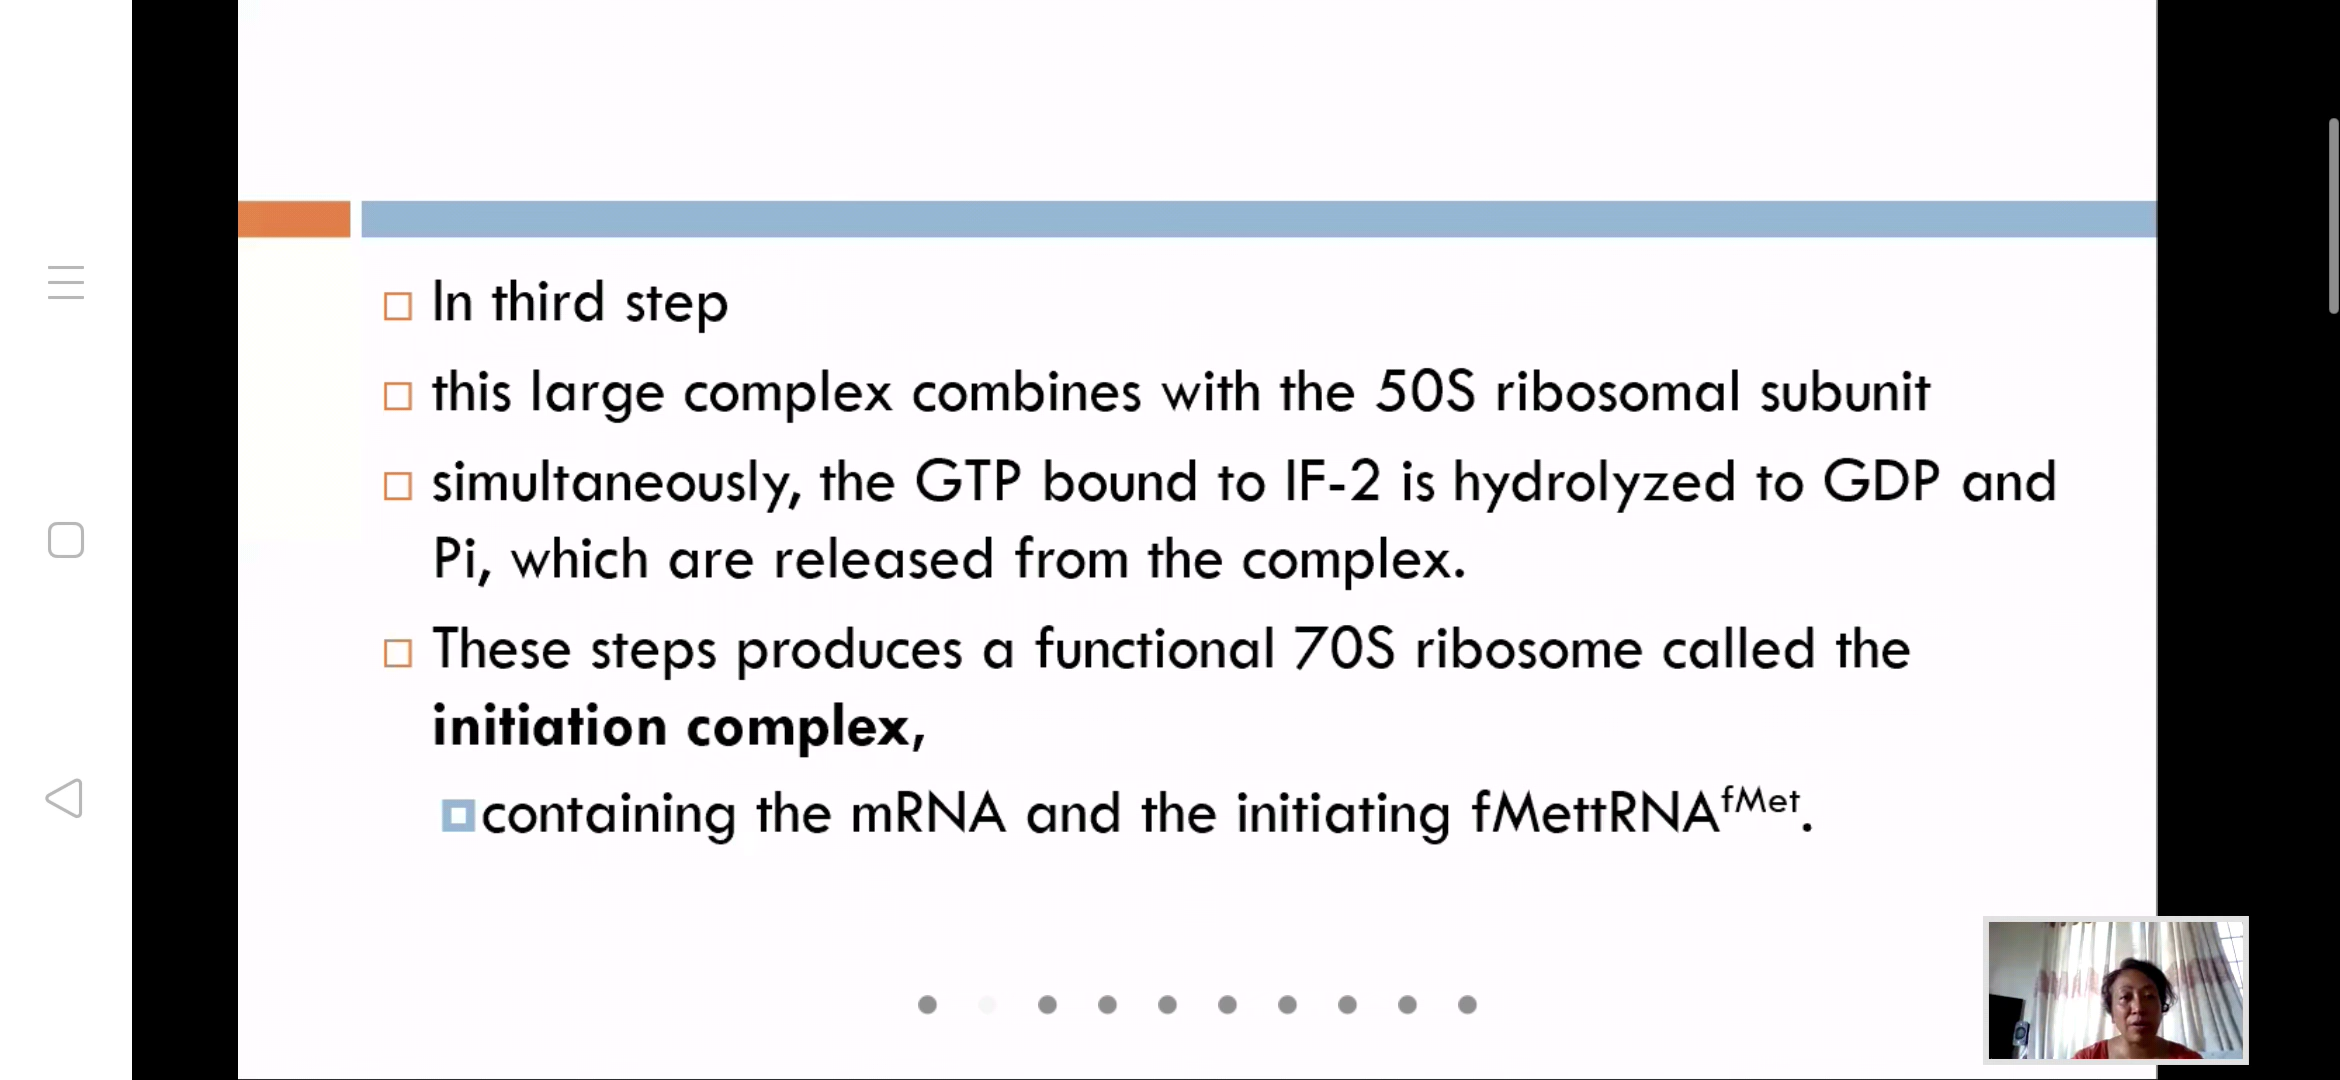 In third step
this large complex combines with the 50S ribosomal subunit
simultaneously, the GTP bound to IF-2 is hydrolyzed to GDP and
Pi, which are released from the complex.
These steps produces a functional 70S ribosome called the
initiation complex,
containing the mRNA and the initiating fMettRNA^fMet.